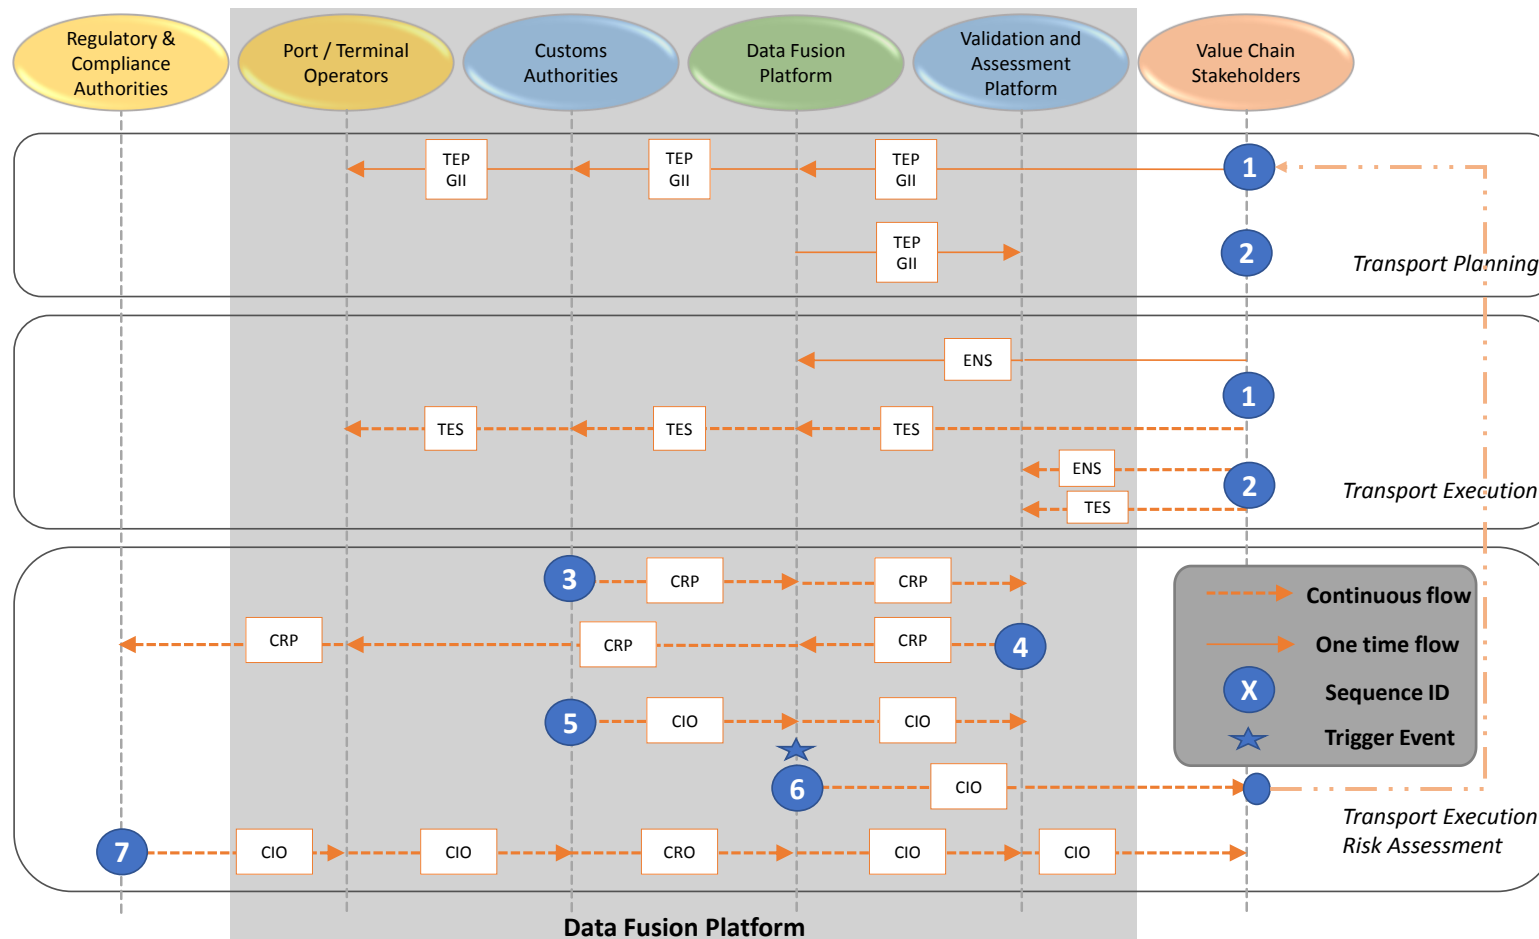 Regulatory &
Compliance
Authorities
Port / Terminal
Operators
Customs
Authorities
Data Fusion
Platform
Validation and
Assessment
Platform
Value Chain
Stakeholders
TEP
GII
TEP
GII
TEP
GII
1
TEP
GII
2
Transport Planning
ENS
1
TES
TES
TES
ENS
2
TES
Transport Execution
3
CRP
CRP
CRP
CRP
CRP
4
5
CIO
CIO
6
CIO
7
CIO
CIO
CRO
CIO
CIO
Continuous flow
One time flow
X
Sequence ID
Trigger Event
Transport Execution
Risk Assessment
Data Fusion Platform